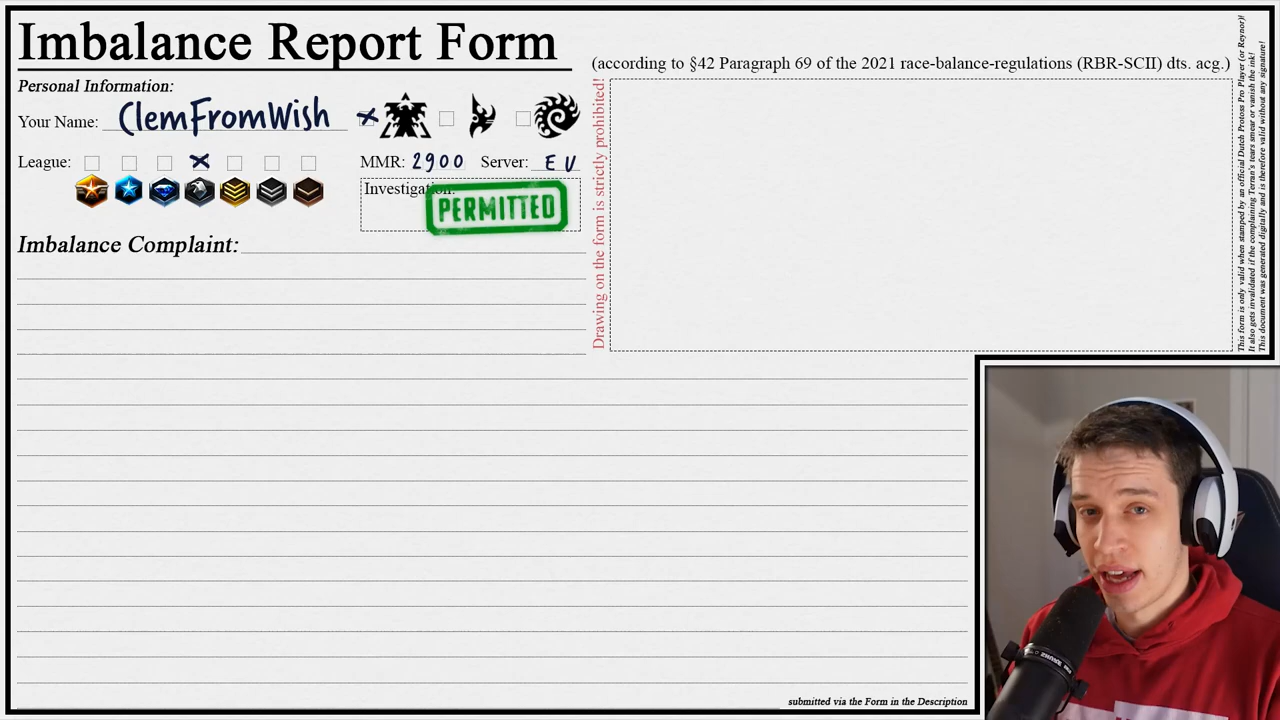 Imbalance Report Form
(according to §42 Paragraph 69 of the 2021 race-balance-regulations (RBR-SCII) dts. acg.)
Personal Information:
Your Name: ClemFromWish
League:
MMR: 2900 Server: EU
Investigation:
PERMITTED
Imbalance Complaint:
Drawing on the form is strictly prohibited!
This form is only valid when stamped by an official Dutch Protoss Pro Player (or Reynor)!
It also gets invalidated if the complaining Terran's tears smear or vanish the ink!
This document was generated digitally and is therefore valid without any signature!
submitted via the Form in the Description